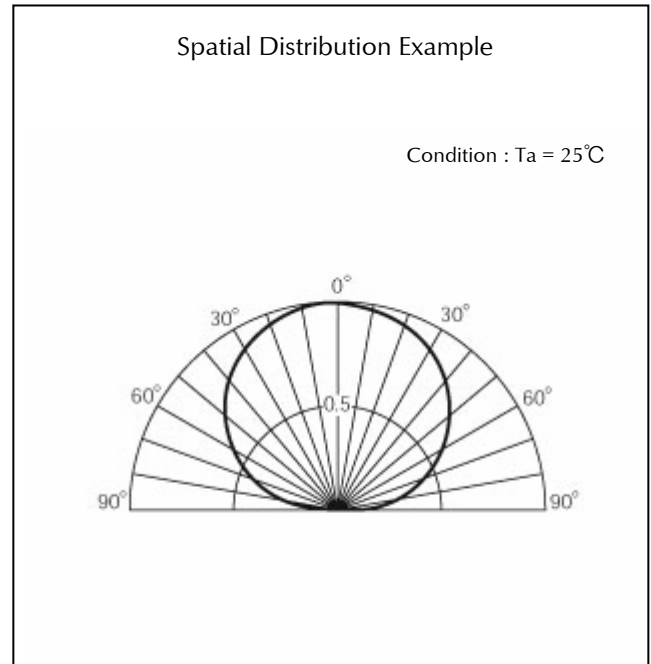 Spatial Distribution Example
Condition : Ta = 25℃
0°
30° 30°
60° 60°
0.5
90° 90°